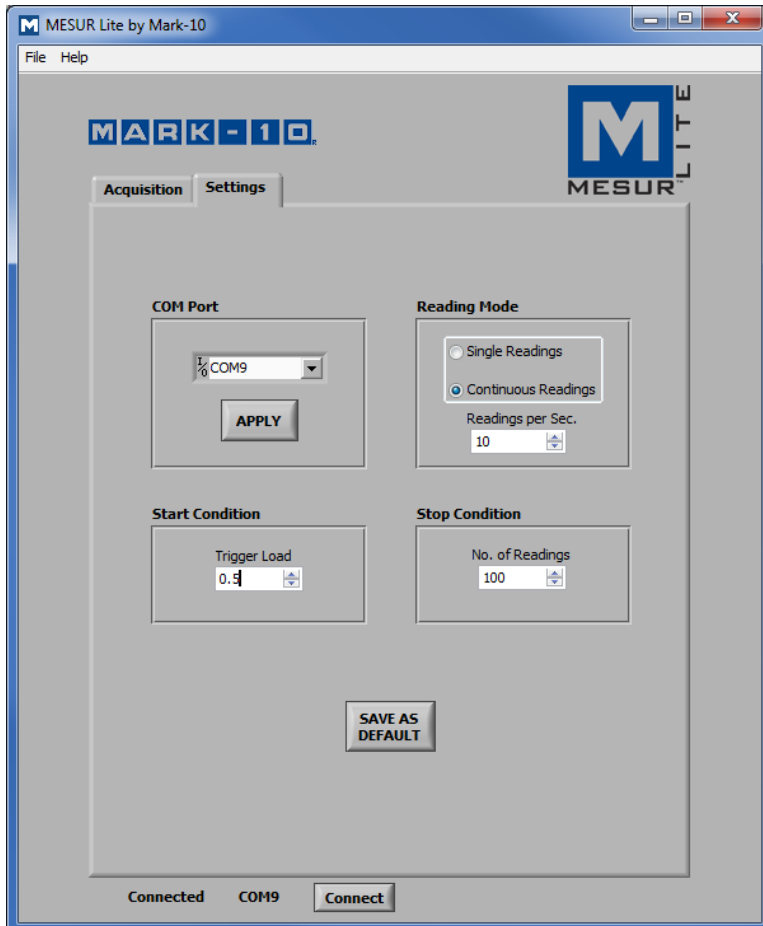 MESUR Lite by Mark-10
File Help
MARK-10®
M
LITE
MESUR™
Acquisition Settings
COM Port
I/O COM9
APPLY
Reading Mode
Single Readings
Continuous Readings
Readings per Sec.
10
Start Condition
Trigger Load
0.5
Stop Condition
No. of Readings
100
SAVE AS
DEFAULT
Connected COM9 Connect